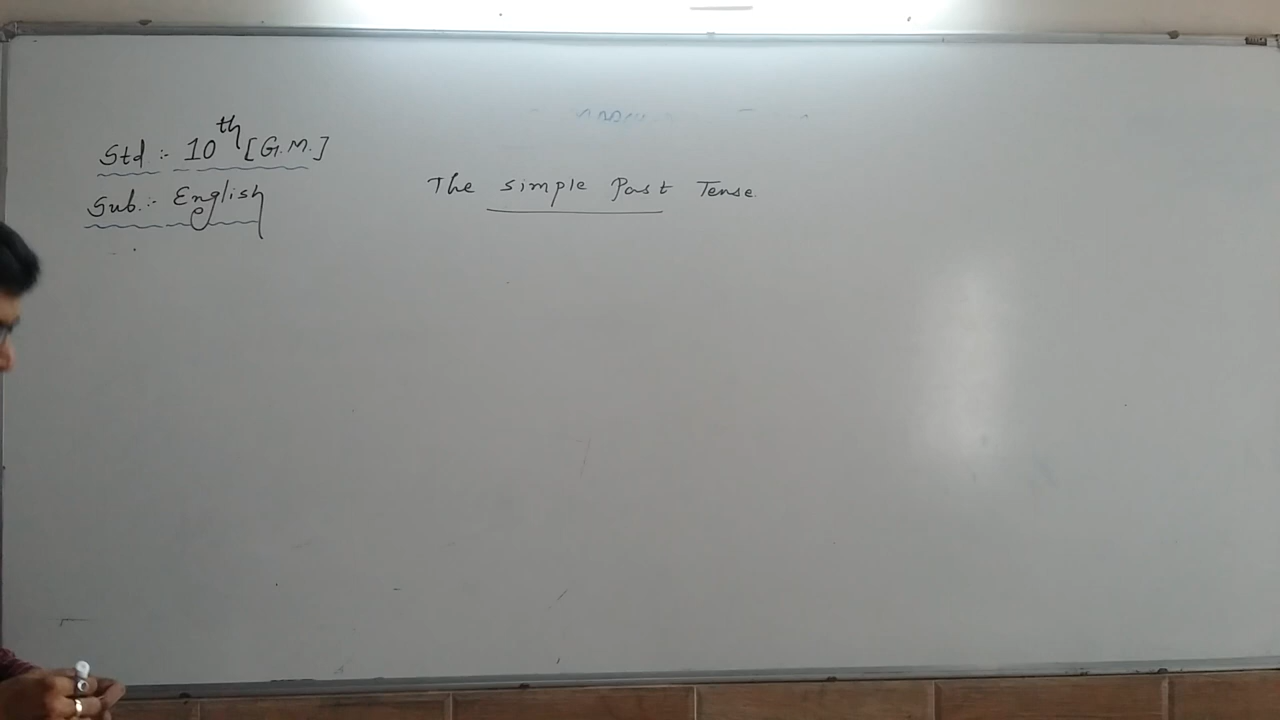 Std :- 10th [G.M.]
Sub. :- English
The simple Past Tense.